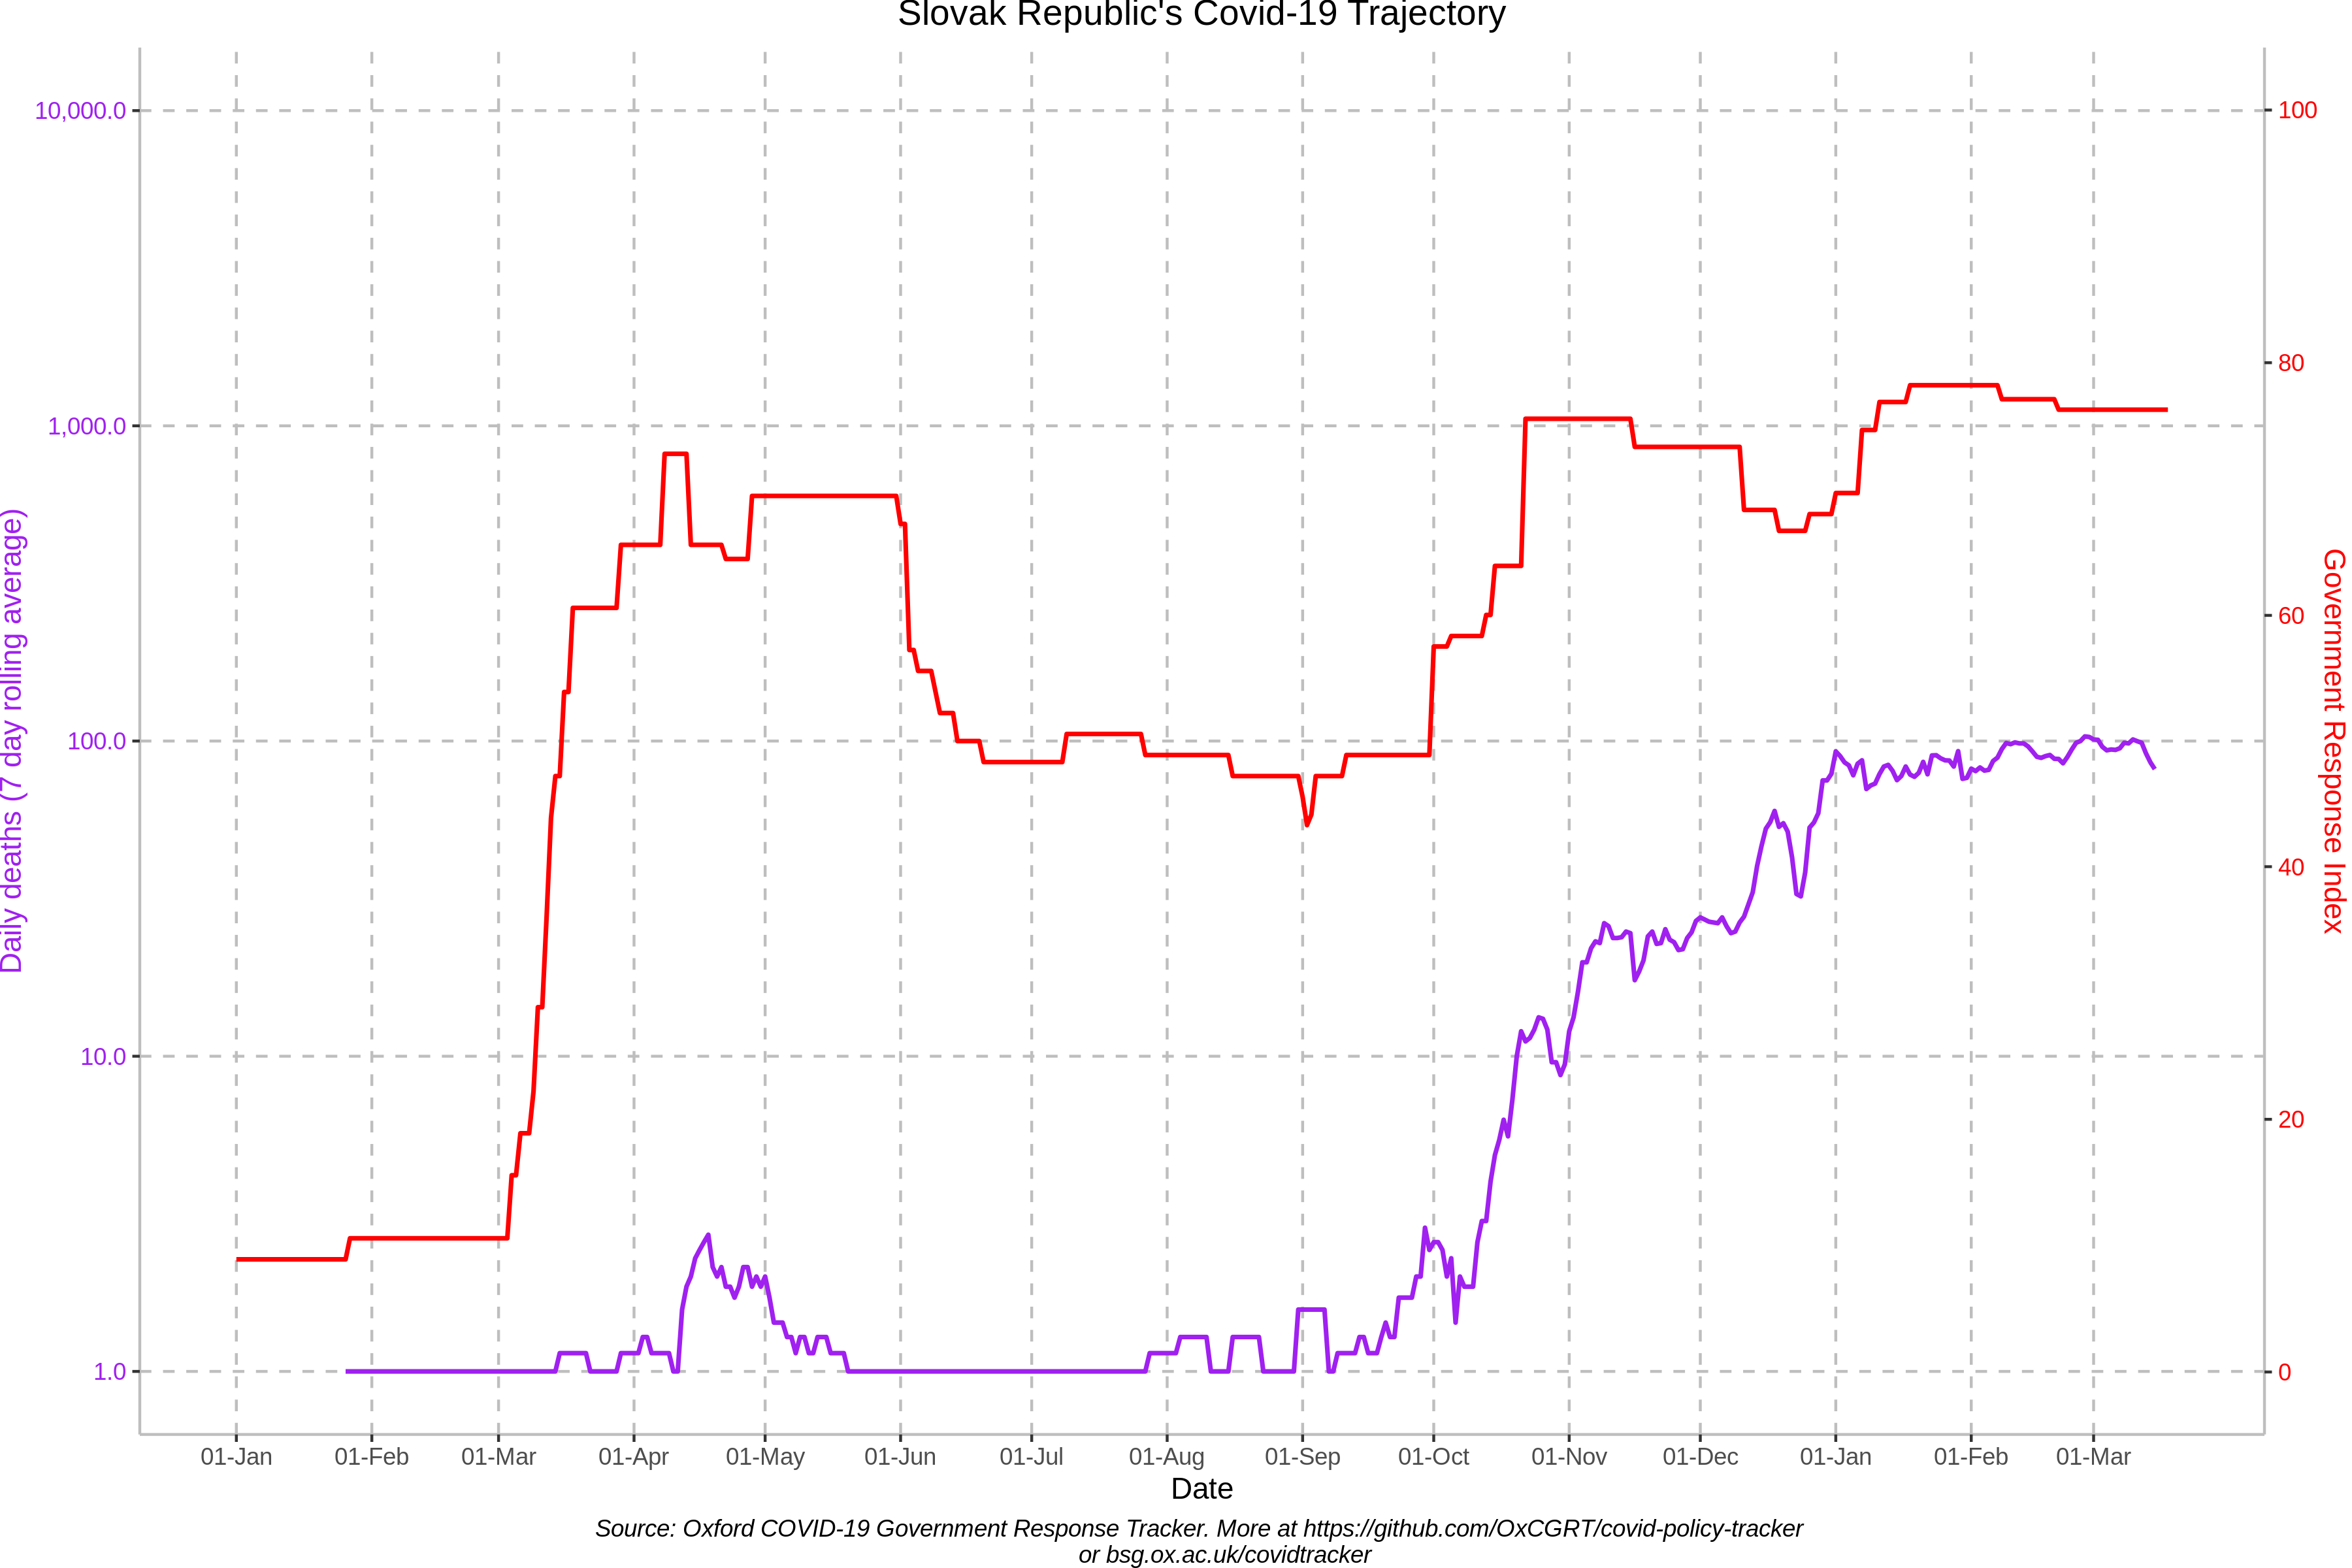 Slovak Republic's Covid-19 Trajectory
10,000.0
1,000.0
100.0
10.0
1.0
Daily deaths (7 day rolling average)
100
80
60
40
20
0
Government Response Index
01-Jan 01-Feb 01-Mar 01-Apr 01-May 01-Jun 01-Jul 01-Aug 01-Sep 01-Oct 01-Nov 01-Dec 01-Jan 01-Feb 01-Mar
Date
Source: Oxford COVID-19 Government Response Tracker. More at https://github.com/OxCGRT/covid-policy-tracker
or bsg.ox.ac.uk/covidtracker